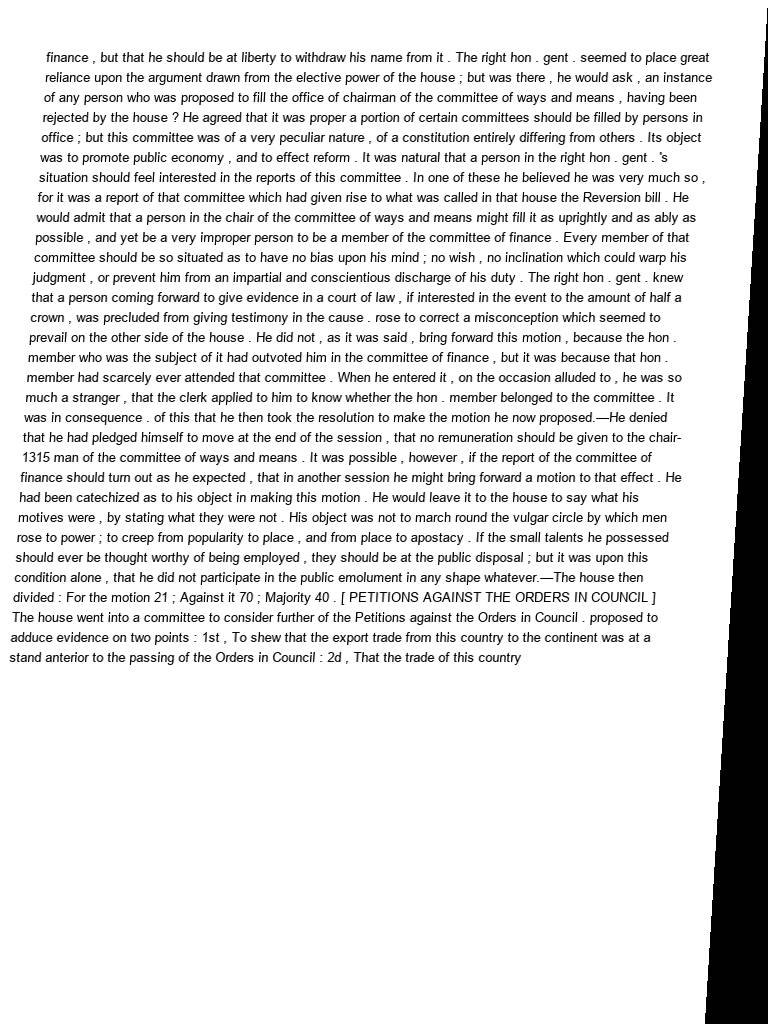 finance , but that he should be at liberty to withdraw his name from it . The right hon . gent . seemed to place great
reliance upon the argument drawn from the elective power of the house ; but was there , he would ask , an instance
of any person who was proposed to fill the office of chairman of the committee of ways and means , having been
rejected by the house ? He agreed that it was proper a portion of certain committees should be filled by persons in
office ; but this committee was of a very peculiar nature , of a constitution entirely differing from others . Its object
was to promote public economy , and to effect reform . It was natural that a person in the right hon . gent . 's
situation should feel interested in the reports of this committee . In one of these he believed he was very much so ,
for it was a report of that committee which had given rise to what was called in that house the Reversion bill . He
would admit that a person in the chair of the committee of ways and means might fill it as uprightly and as ably as
possible , and yet be a very improper person to be a member of the committee of finance . Every member of that
committee should be so situated as to have no bias upon his mind ; no wish , no inclination which could warp his
judgment , or prevent him from an impartial and conscientious discharge of his duty . The right hon . gent . knew
that a person coming forward to give evidence in a court of law , if interested in the event to the amount of half a
crown , was precluded from giving testimony in the cause . rose to correct a misconception which seemed to
prevail on the other side of the house . He did not , as it was said , bring forward this motion , because the hon .
member who was the subject of it had outvoted him in the committee of finance , but it was because that hon .
member had scarcely ever attended that committee . When he entered it , on the occasion alluded to , he was so
much a stranger , that the clerk applied to him to know whether the hon . member belonged to the committee . It
was in consequence . of this that he then took the resolution to make the motion he now proposed.—He denied
that he had pledged himself to move at the end of the session , that no remuneration should be given to the chair-
1315 man of the committee of ways and means . It was possible , however , if the report of the committee of
finance should turn out as he expected , that in another session he might bring forward a motion to that effect . He
had been catechized as to his object in making this motion . He would leave it to the house to say what his
motives were , by stating what they were not . His object was not to march round the vulgar circle by which men
rose to power ; to creep from popularity to place , and from place to apostacy . If the small talents he possessed
should ever be thought worthy of being employed , they should be at the public disposal ; but it was upon this
condition alone , that he did not participate in the public emolument in any shape whatever.—The house then
divided : For the motion 21 ; Against it 70 ; Majority 40 . [ PETITIONS AGAINST THE ORDERS IN COUNCIL ]
The house went into a committee to consider further of the Petitions against the Orders in Council . proposed to
adduce evidence on two points : 1st , To shew that the export trade from this country to the continent was at a
stand anterior to the passing of the Orders in Council : 2d , That the trade of this country